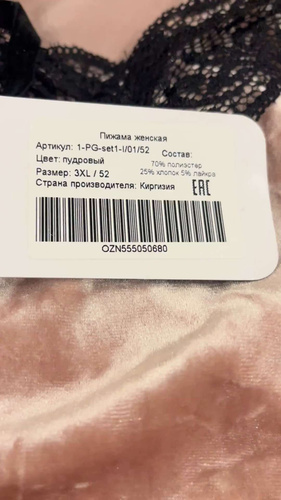 Пижама женская
Артикул: 1-PG-set1-I/01/52 Состав:
Цвет: пудровый 70% полиэстер
Размер: 3XL / 52 25% хлопок 5% лайкра
Страна производителя: Киргизия EAC
OZN555050680